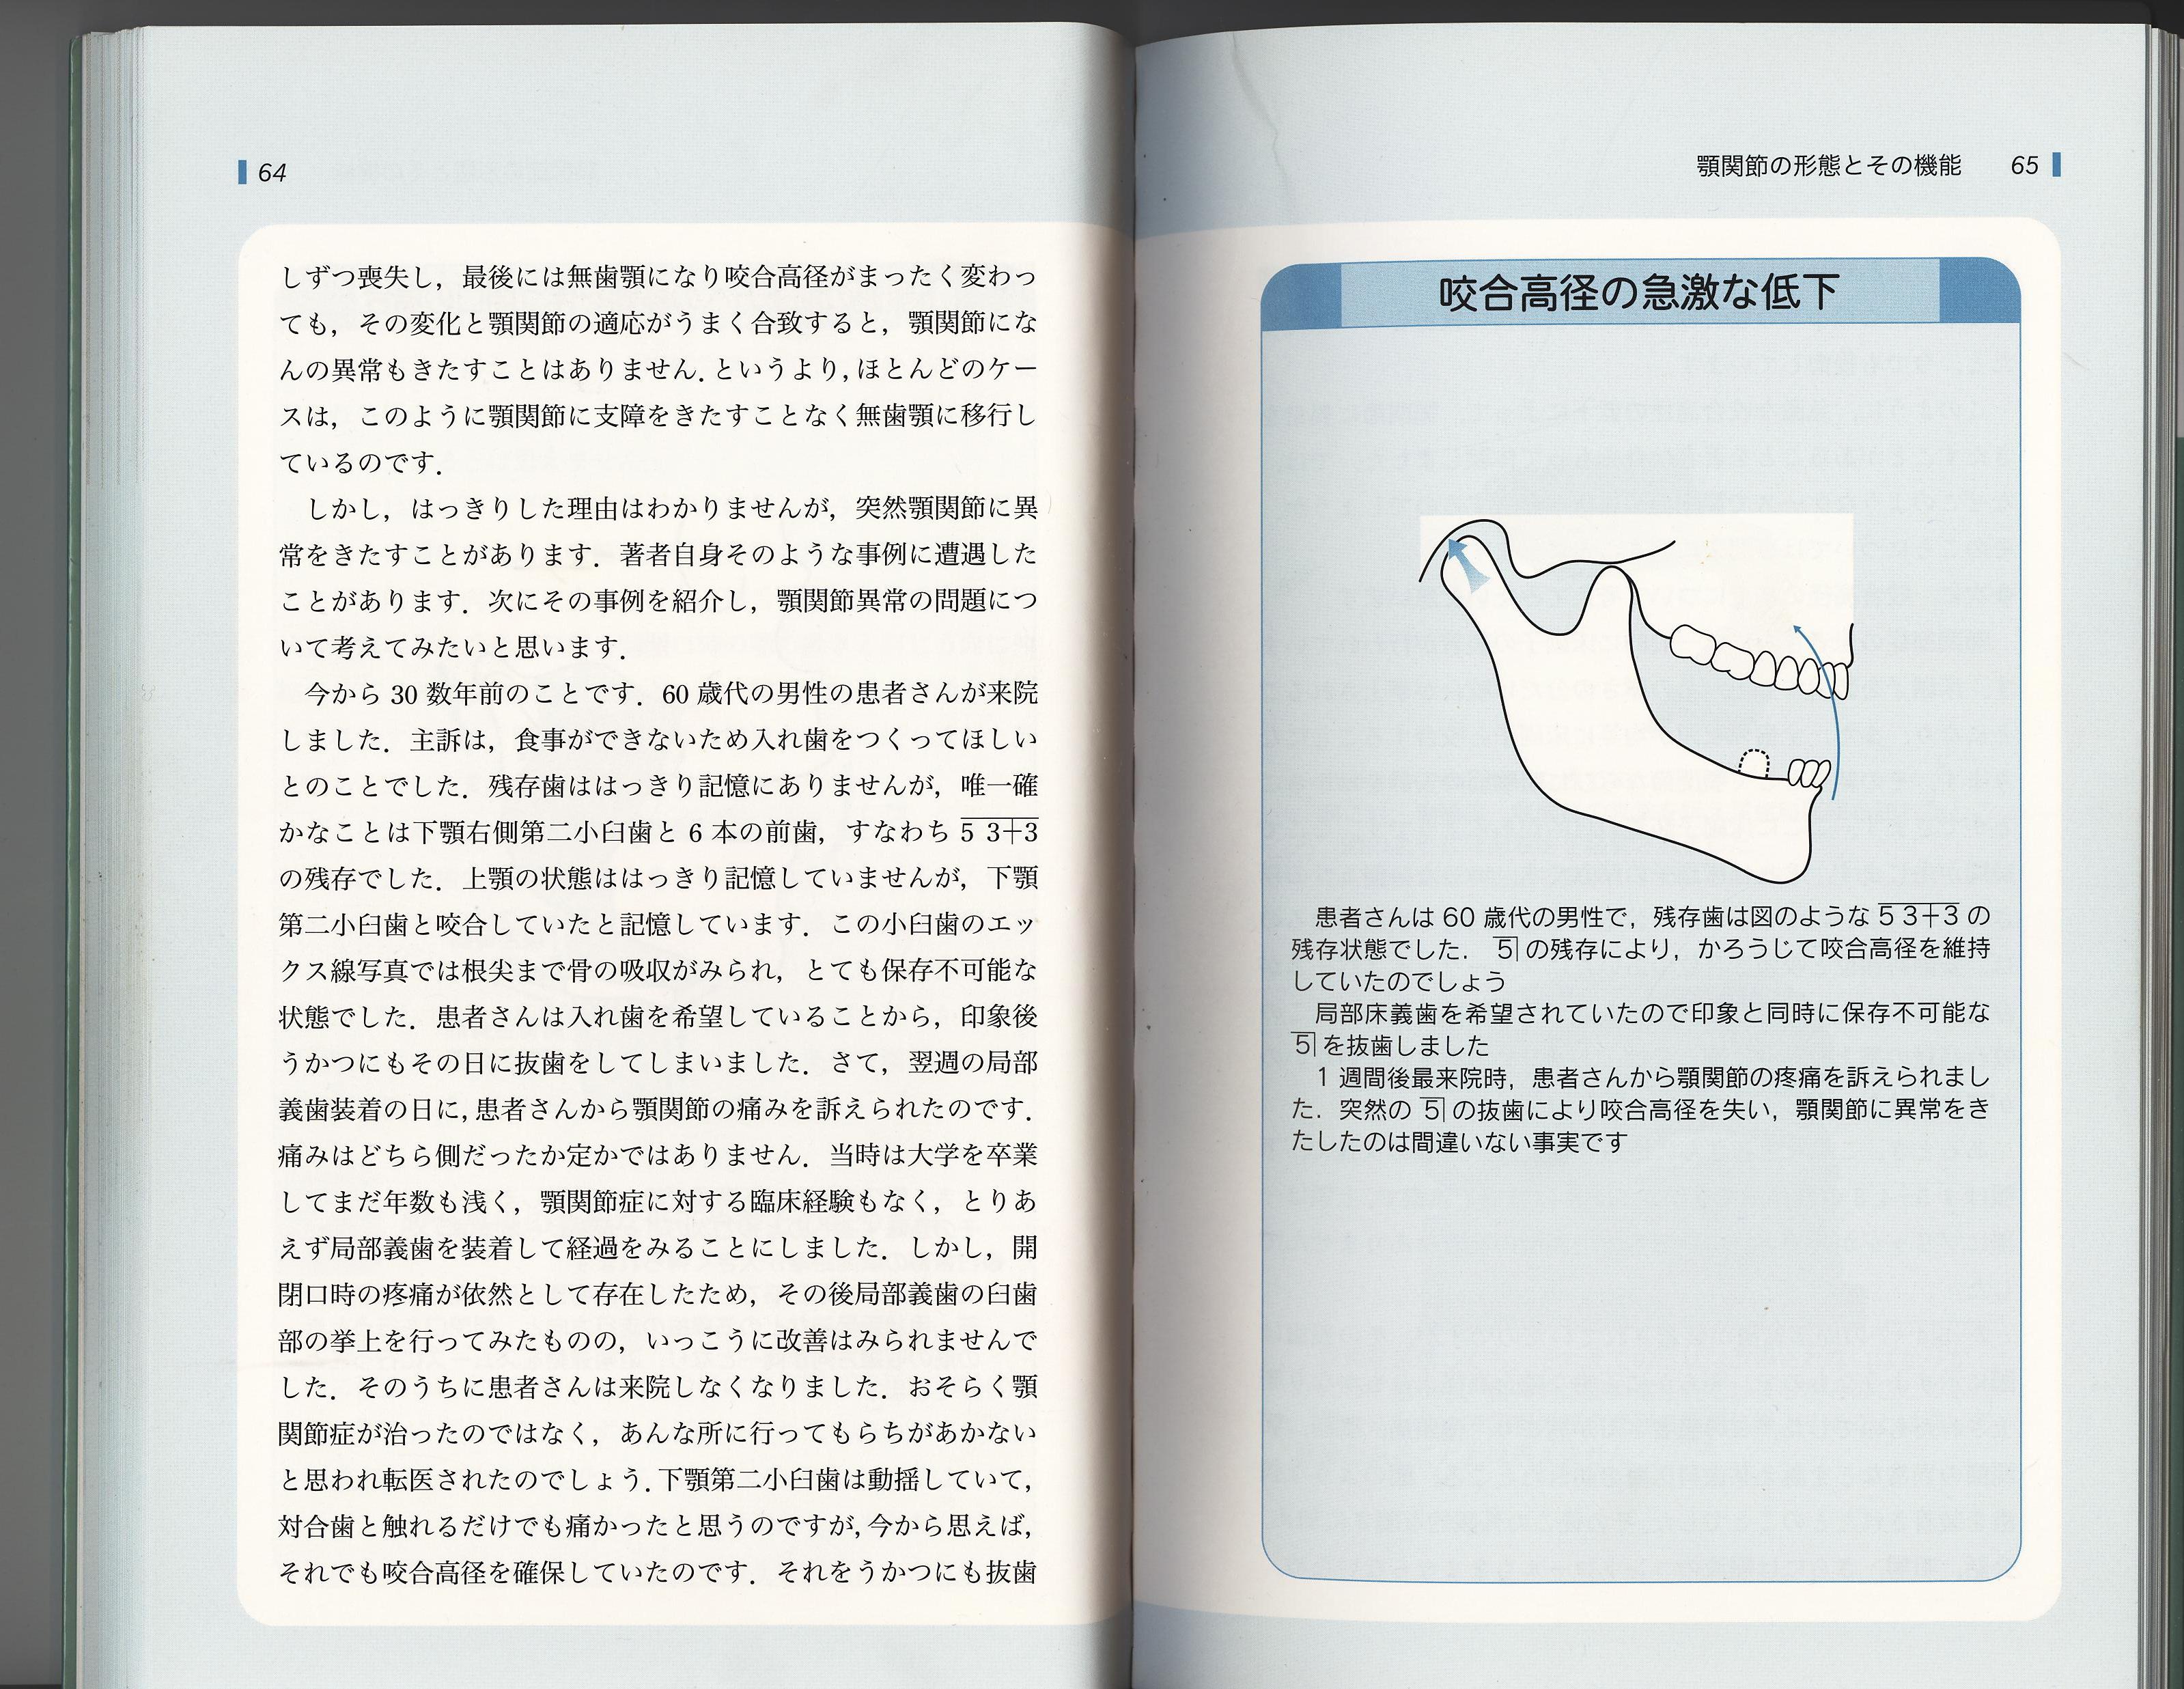 64
しずつ喪失し，最後には無歯顎になり咬合高径がまったく変わっ
ても，その変化と顎関節の適応がうまく合致すると，顎関節にな
んの異常もきたすことはありません．というより，ほとんどのケー
スは，このように顎関節に支障をきたすことなく無歯顎に移行し
ているのです．
　しかし，はっきりした理由はわかりませんが，突然顎関節に異
常をきたすことがあります．著者自身そのような事例に遭遇した
ことがあります．次にその事例を紹介し，顎関節異常の問題につ
いて考えてみたいと思います．
　今から 30 数年前のことです．60 歳代の男性の患者さんが来院
しました．主訴は，食事ができないため入れ歯をつくってほしい
とのことでした．残存歯ははっきり記憶にありませんが，唯一確
かなことは下顎右側第二小臼歯と 6 本の前歯，すなわち 5 3+3
の残存でした．上顎の状態ははっきり記憶していませんが，下顎
第二小臼歯と咬合していたと記憶しています．この小臼歯のエッ
クス線写真では根尖まで骨の吸収がみられ，とても保存不可能な
状態でした．患者さんは入れ歯を希望していることから，印象後
うかつにもその日に抜歯をしてしまいました．さて，翌週の局部
義歯装着の日に，患者さんから顎関節の痛みを訴えられたのです．
痛みはどちら側だったか定かではありません．当時は大学を卒業
してまだ年数も浅く，顎関節症に対する臨床経験もなく，とりあ
えず局部義歯を装着して経過をみることにしました．しかし，開
閉口時の疼痛が依然として存在したため，その後局部義歯の臼歯
部の挙上を行ってみたものの，いっこうに改善はみられませんで
した．そのうちに患者さんは来院しなくなりました．おそらく顎
関節症が治ったのではなく，あんな所に行ってもらちがあかない
と思われ転医されたのでしょう．下顎第二小臼歯は動揺していて，
対合歯と触れるだけでも痛かったと思うのですが，今から思えば，
それでも咬合高径を確保していたのです．それをうかつにも抜歯
顎関節の形態とその機能　65
咬合高径の急激な低下
　患者さんは 60 歳代の男性で，残存歯は図のような 5 3+3 の
残存状態でした． 5| の残存により，かろうじて咬合高径を維持
していたのでしょう
　局部床義歯を希望されていたので印象と同時に保存不可能な
5| を抜歯しました
　1 週間後最来院時，患者さんから顎関節の疼痛を訴えられまし
た．突然の 5| の抜歯により咬合高径を失い，顎関節に異常をき
たしたのは間違いない事実です